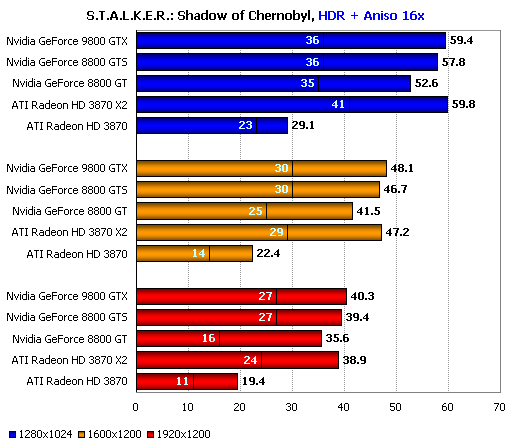 S.T.A.L.K.E.R.: Shadow of Chernobyl, HDR + Aniso 16x
Nvidia GeForce 9800 GTX 36 59.4
Nvidia GeForce 8800 GTS 36 57.8
Nvidia GeForce 8800 GT 35 52.6
ATI Radeon HD 3870 X2 41 59.8
ATI Radeon HD 3870 23 29.1
Nvidia GeForce 9800 GTX 30 48.1
Nvidia GeForce 8800 GTS 30 46.7
Nvidia GeForce 8800 GT 25 41.5
ATI Radeon HD 3870 X2 29 47.2
ATI Radeon HD 3870 14 22.4
Nvidia GeForce 9800 GTX 27 40.3
Nvidia GeForce 8800 GTS 27 39.4
Nvidia GeForce 8800 GT 16 35.6
ATI Radeon HD 3870 X2 24 38.9
ATI Radeon HD 3870 11 19.4
0 10 20 30 40 50 60 70
1280x1024 1600x1200 1920x1200